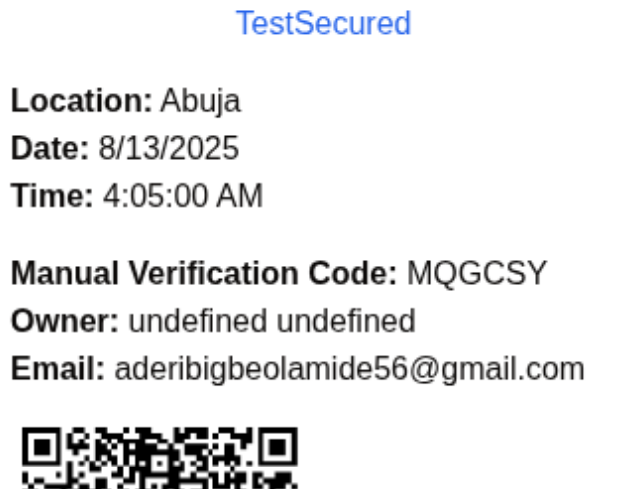 TestSecured
Location: Abuja
Date: 8/13/2025
Time: 4:05:00 AM
Manual Verification Code: MQGCSY
Owner: undefined undefined
Email: aderibigbeolamide56@gmail.com